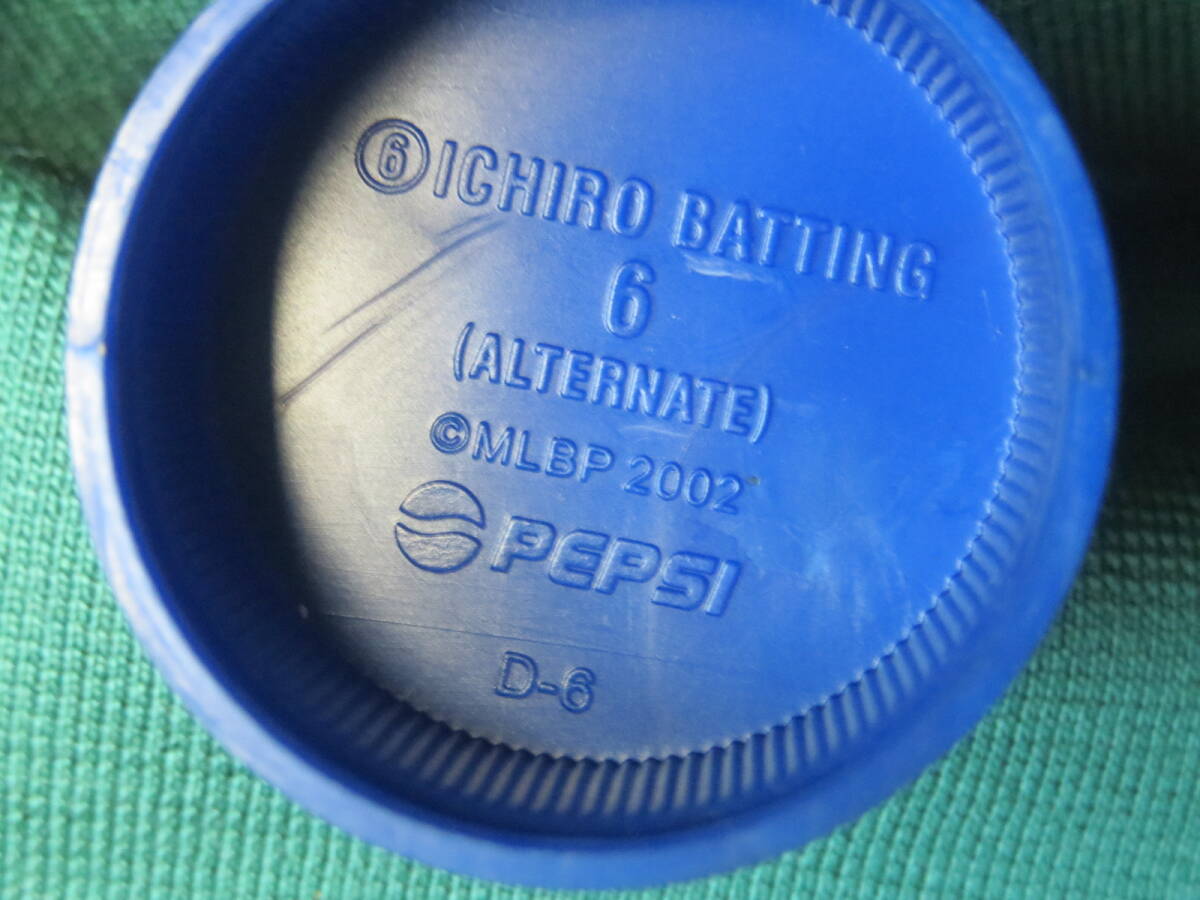 ⑥ICHIRO BATTING
6
(ALTERNATE)
©MLBP 2002
PEPSI
D-6